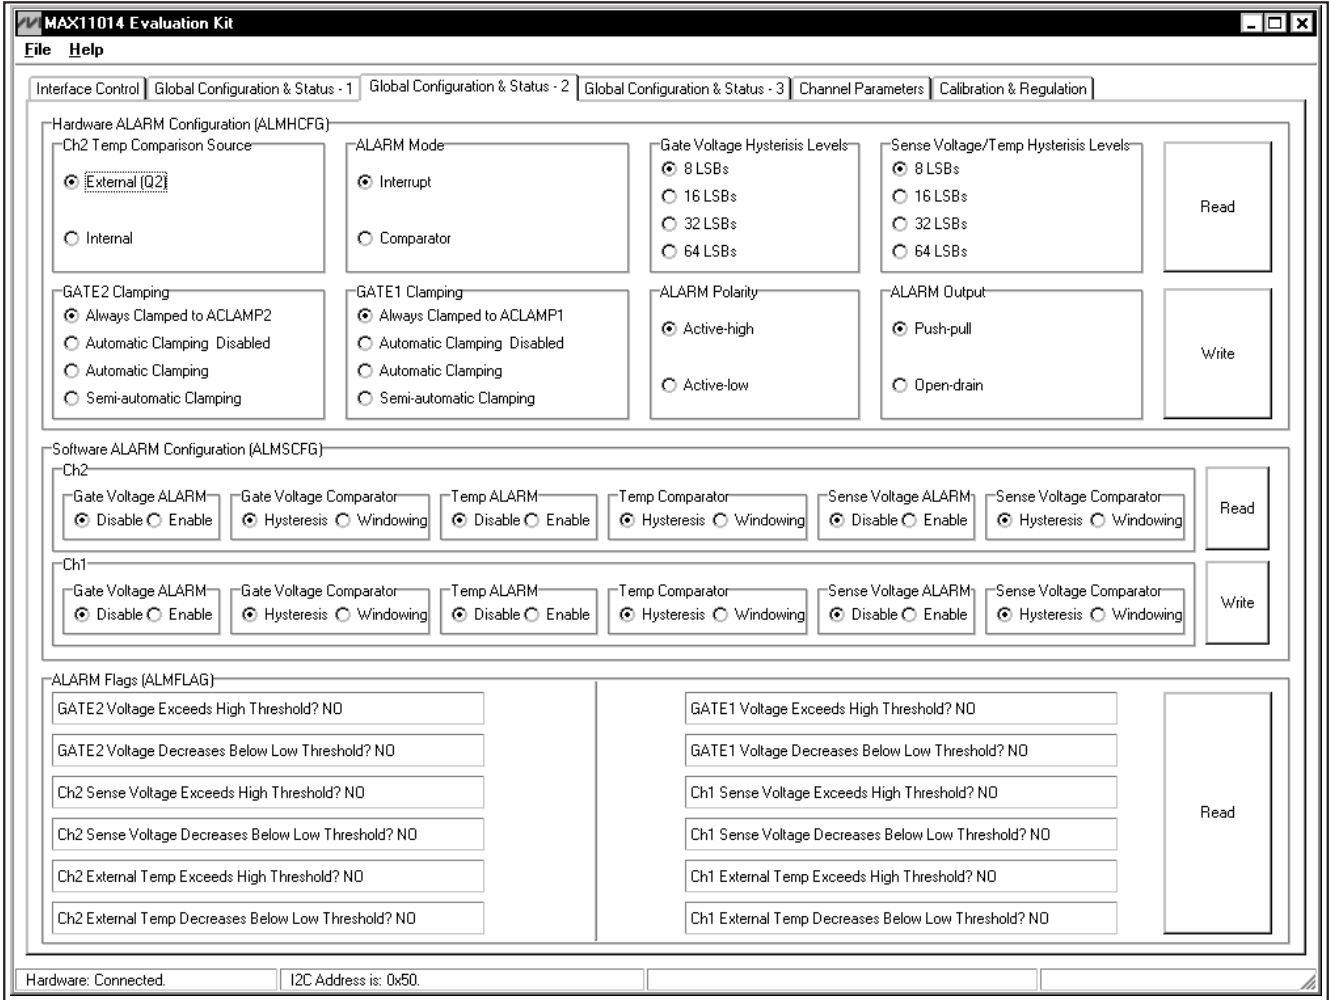 MAX11014 Evaluation Kit
File Help
Interface Control Global Configuration & Status - 1 Global Configuration & Status - 2 Global Configuration & Status - 3 Channel Parameters Calibration & Regulation
Hardware ALARM Configuration (ALMHCFG)
Ch2 Temp Comparison Source
External (Q2)
Internal
ALARM Mode
Interrupt
Comparator
Gate Voltage Hysterisis Levels
8 LSBs
16 LSBs
32 LSBs
64 LSBs
Sense Voltage/Temp Hysterisis Levels
8 LSBs
16 LSBs
32 LSBs
64 LSBs
Read
GATE2 Clamping
Always Clamped to ACLAMP2
Automatic Clamping Disabled
Automatic Clamping
Semi-automatic Clamping
GATE1 Clamping
Always Clamped to ACLAMP1
Automatic Clamping Disabled
Automatic Clamping
Semi-automatic Clamping
ALARM Polarity
Active-high
Active-low
ALARM Output
Push-pull
Open-drain
Write
Software ALARM Configuration (ALMSCFG)
Ch2
Gate Voltage ALARM Gate Voltage Comparator Temp ALARM Temp Comparator Sense Voltage ALARM Sense Voltage Comparator
Disable Enable Hysteresis Windowing Disable Enable Hysteresis Windowing Disable Enable Hysteresis Windowing
Read
Ch1
Gate Voltage ALARM Gate Voltage Comparator Temp ALARM Temp Comparator Sense Voltage ALARM Sense Voltage Comparator
Disable Enable Hysteresis Windowing Disable Enable Hysteresis Windowing Disable Enable Hysteresis Windowing
Write
ALARM Flags (ALMFLAG)
GATE2 Voltage Exceeds High Threshold? NO
GATE2 Voltage Decreases Below Low Threshold? NO
Ch2 Sense Voltage Exceeds High Threshold? NO
Ch2 Sense Voltage Decreases Below Low Threshold? NO
Ch2 External Temp Exceeds High Threshold? NO
Ch2 External Temp Decreases Below Low Threshold? NO
GATE1 Voltage Exceeds High Threshold? NO
GATE1 Voltage Decreases Below Low Threshold? NO
Ch1 Sense Voltage Exceeds High Threshold? NO
Ch1 Sense Voltage Decreases Below Low Threshold? NO
Ch1 External Temp Exceeds High Threshold? NO
Ch1 External Temp Decreases Below Low Threshold? NO
Read
Hardware: Connected. I2C Address is: 0x50.